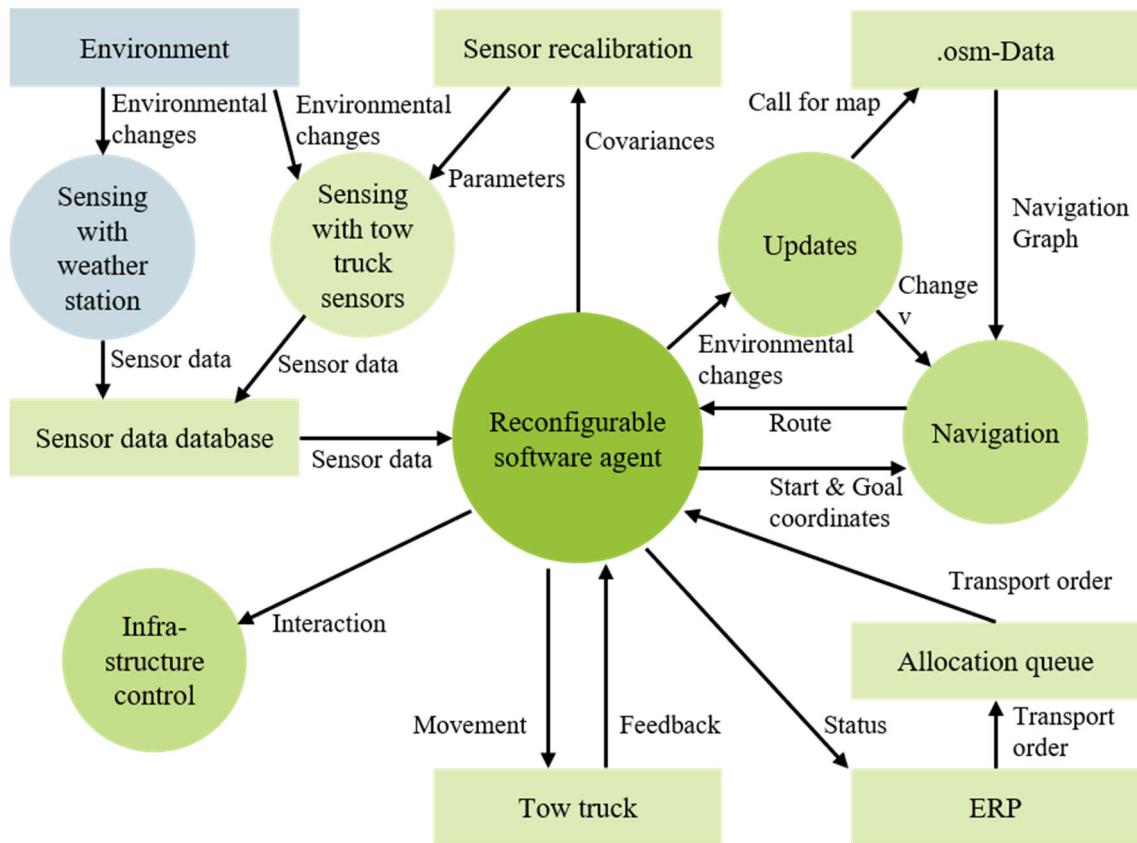 Environment
Sensor recalibration
.osm-Data
Environmental
changes
Environmental
changes
Call for map
Covariances
Parameters
Sensing
with
weather
station
Sensing
with tow
truck
sensors
Updates
Navigation
Graph
Change
v
Sensor data
Sensor data
Environmental
changes
Sensor data database
Sensor data
Reconfigurable
software agent
Route
Navigation
Start & Goal
coordinates
Transport order
Interaction
Infra-
structure
control
Allocation queue
Movement
Feedback
Status
Transport
order
Tow truck
ERP